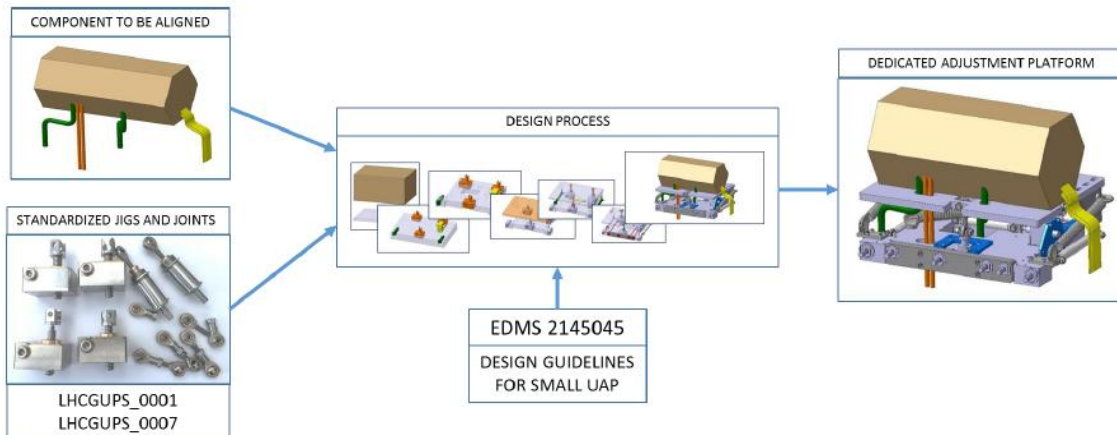 COMPONENT TO BE ALIGNED
STANDARDIZED JIGS AND JOINTS
LHCGUPS_0001
LHCGUPS_0007
DESIGN PROCESS
EDMS 2145045
DESIGN GUIDELINES
FOR SMALL UAP
DEDICATED ADJUSTMENT PLATFORM